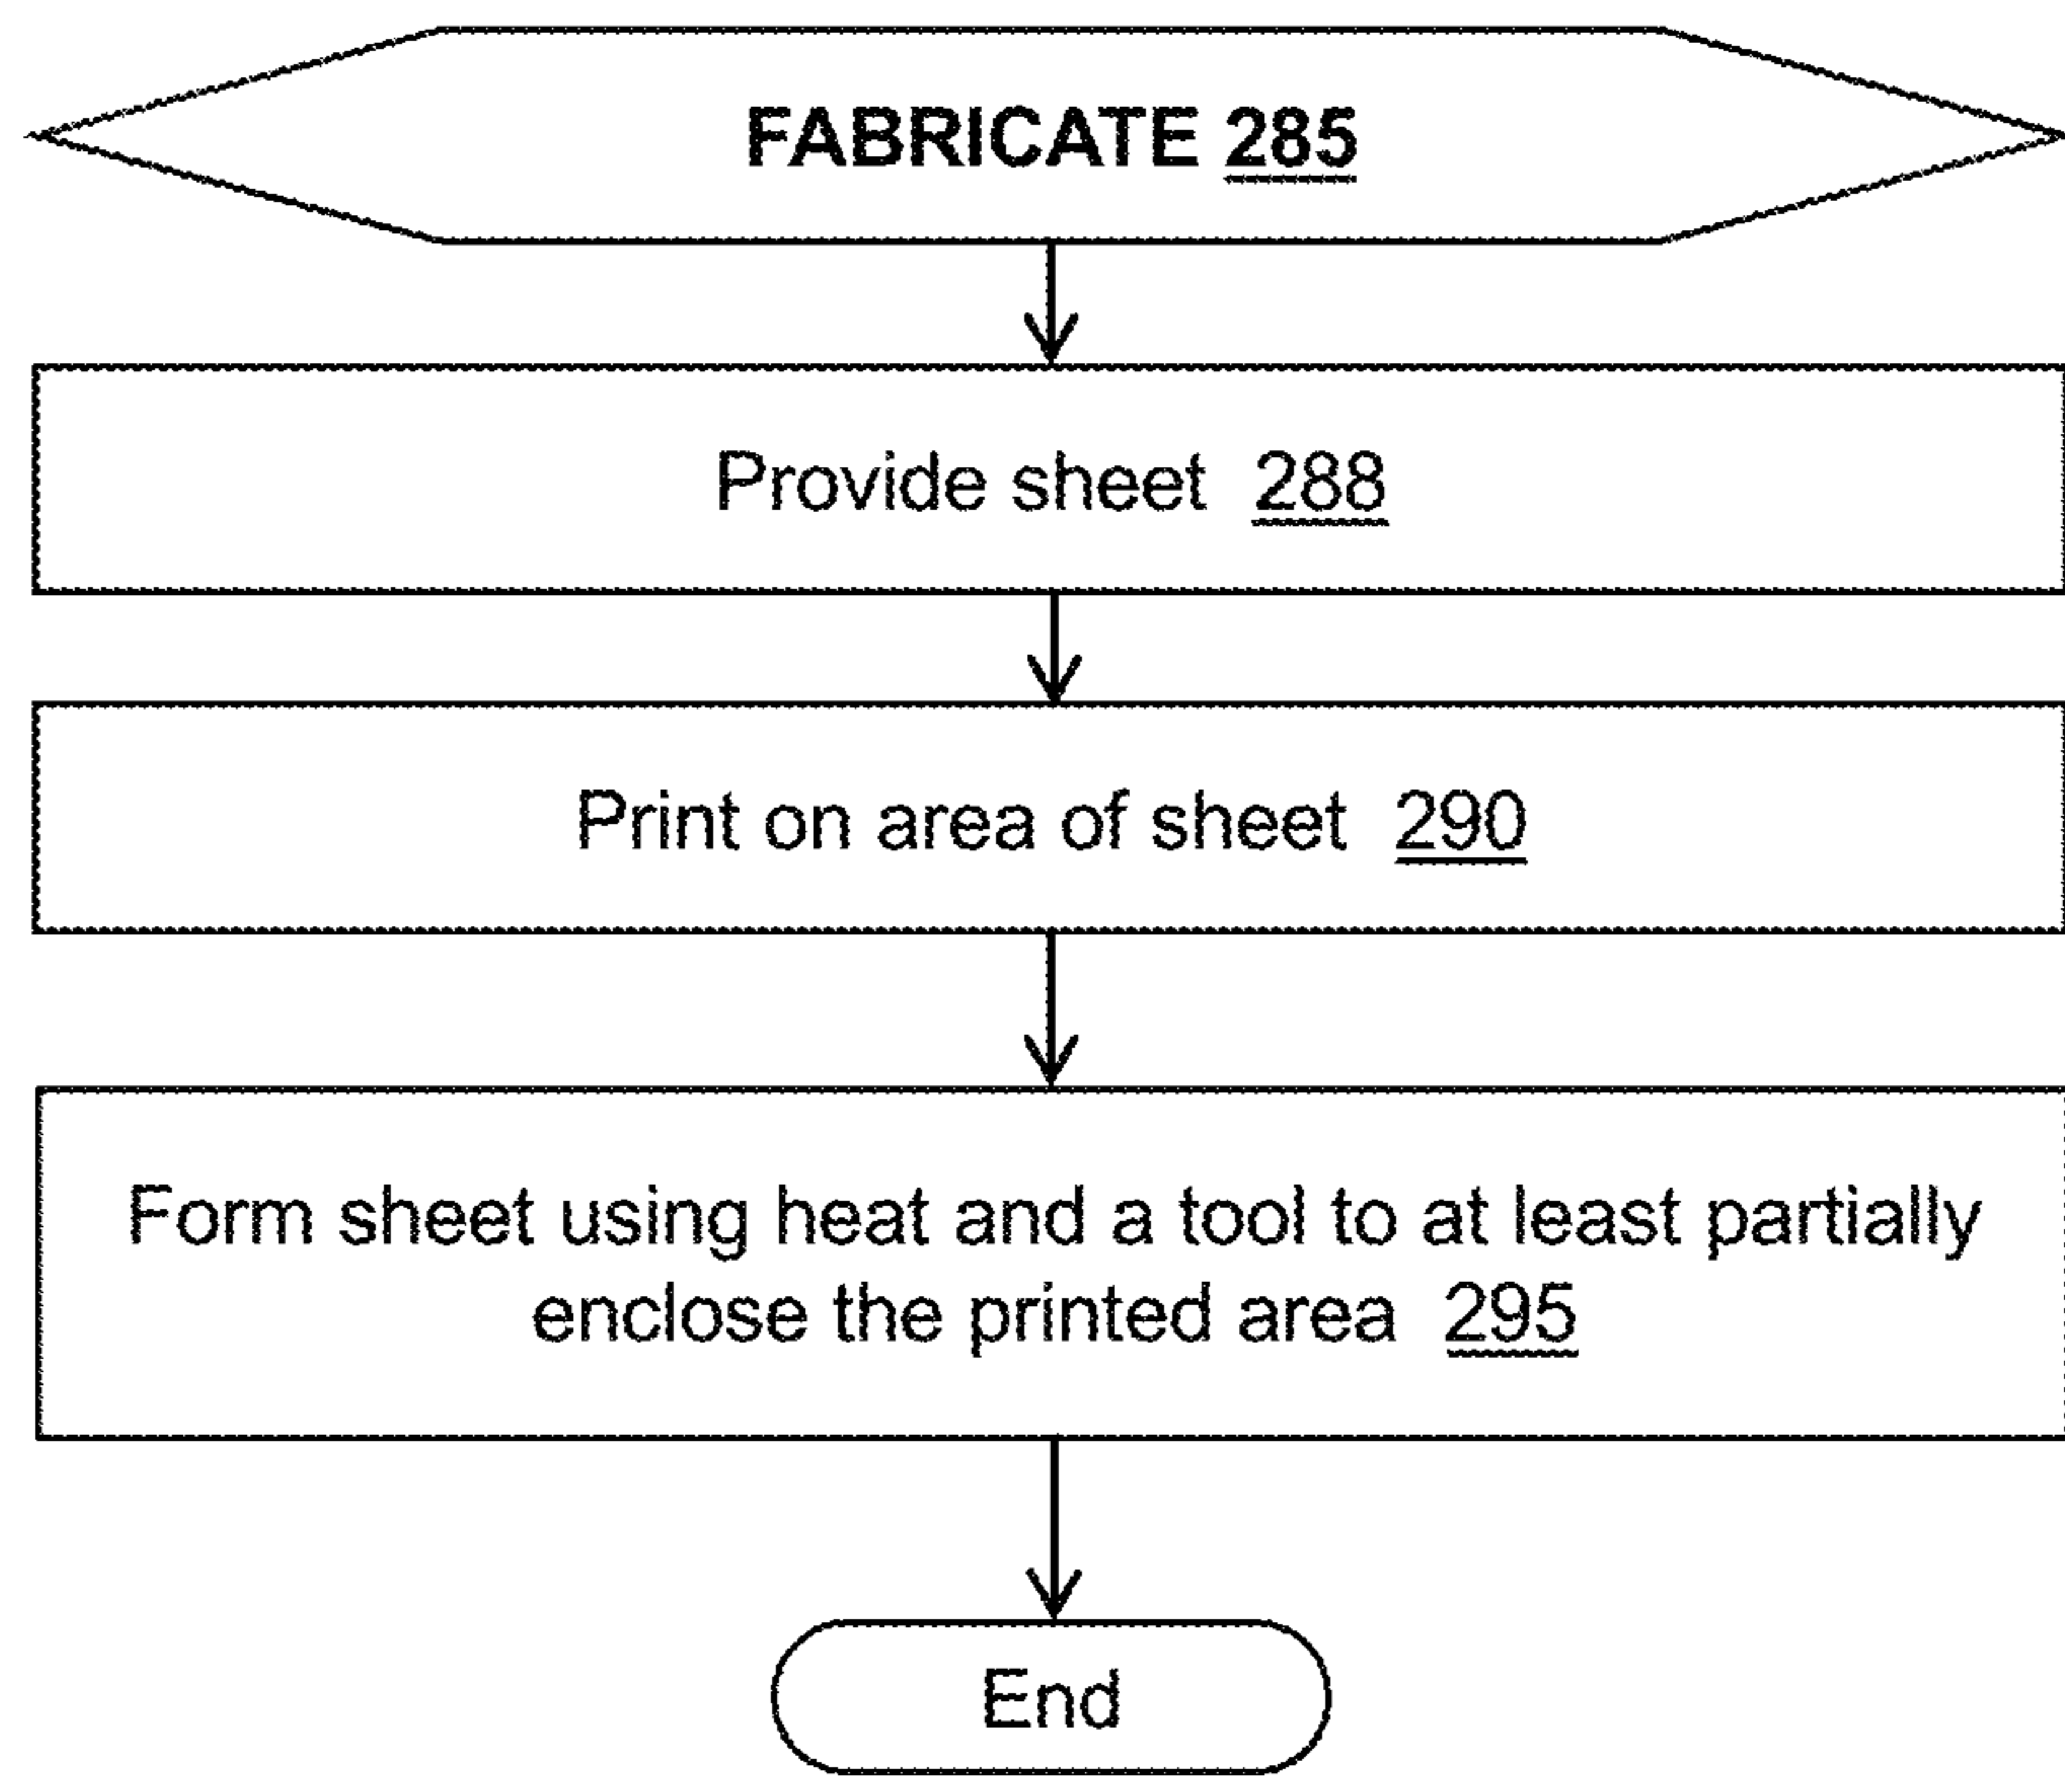 FABRICATE 285
Provide sheet 288
Print on area of sheet 290
Form sheet using heat and a tool to at least partially
enclose the printed area 295
End